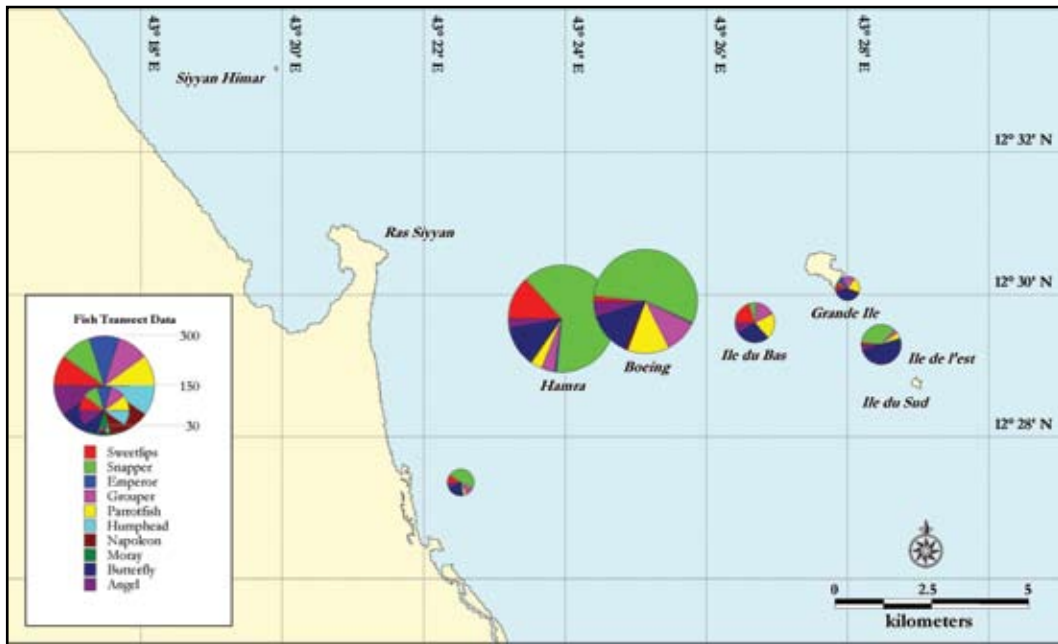 43° 18' E
43° 20' E
43° 22' E
43° 24' E
43° 26' E
43° 28' E
Siyyan Himar
12° 32' N
Ras Siyyan
12° 30' N
Grande Ile
Ile du Bas
Ile de l'est
Boeing
Hamra
Ile du Sud
12° 28' N
Fish Transect Data
300
150
30
Sweetlips
Snapper
Emperor
Grouper
Parrotfish
Humphead
Napoleon
Moray
Butterfly
Angel
0 2.5 5
kilometers